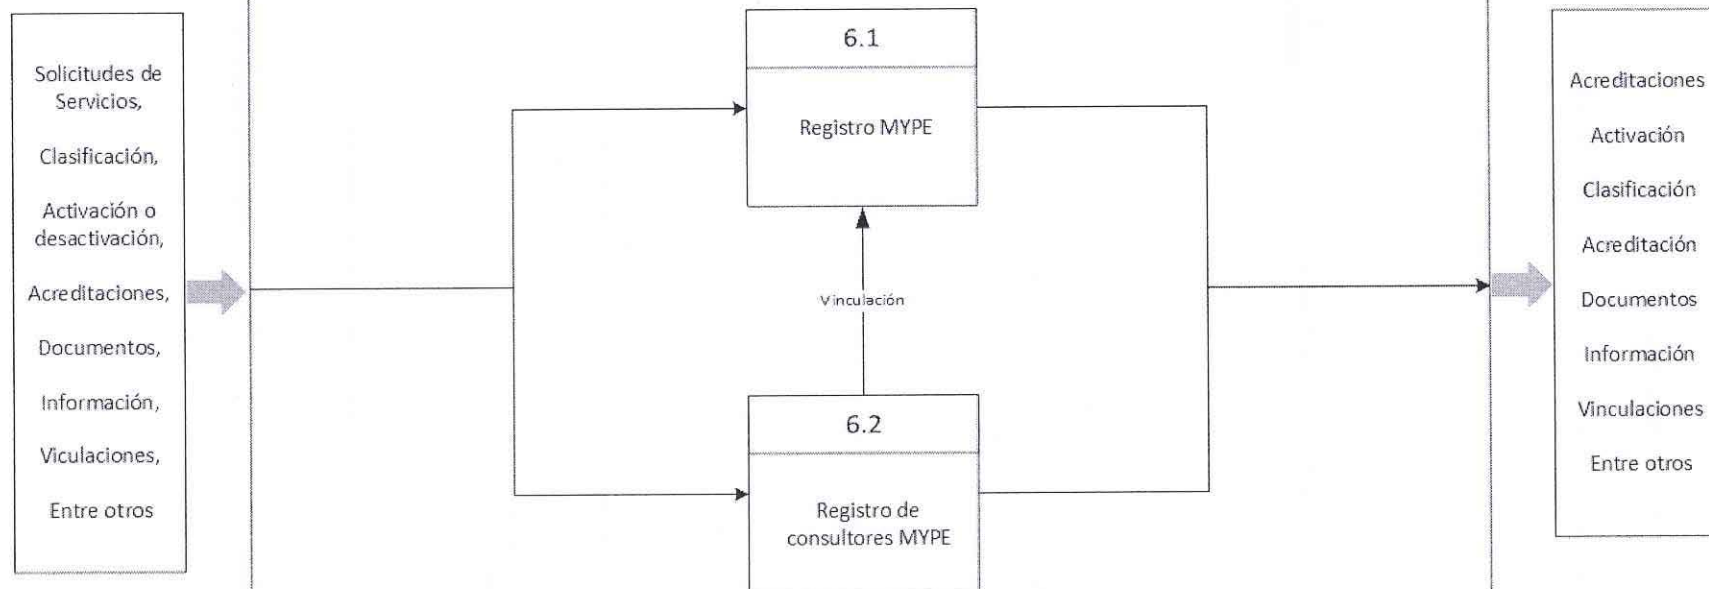 Solicitudes de
Servicios,
Clasificación,
Activación o
desactivación,
Acreditaciones,
Documentos,
Información,
Viculaciones,
Entre otros
6.1
Registro MYPE
Vinculación
6.2
Registro de
consultores MYPE
Acreditaciones
Activación
Clasificación
Acreditación
Documentos
Información
Vinculaciones
Entre otros